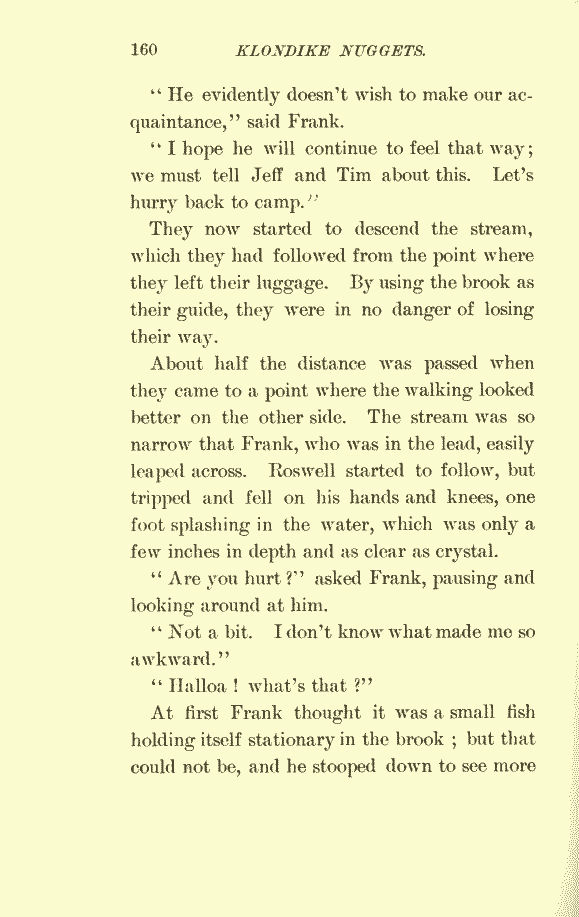 160 KLONDIKE NUGGETS.
“ He evidently doesn’t wish to make our ac-
quaintance,” said Frank.
“ I hope he will continue to feel that way;
we must tell Jeff and Tim about this. Let’s
hurry back to camp.”
They now started to descend the stream,
which they had followed from the point where
they left their luggage. By using the brook as
their guide, they were in no danger of losing
their way.
About half the distance was passed when
they came to a point where the walking looked
better on the other side. The stream was so
narrow that Frank, who was in the lead, easily
leaped across. Roswell started to follow, but
tripped and fell on his hands and knees, one
foot splashing in the water, which was only a
few inches in depth and as clear as crystal.
“ Are you hurt ?” asked Frank, pausing and
looking around at him.
“ Not a bit. I don’t know what made me so
awkward.”
“ Halloa ! what’s that ?”
At first Frank thought it was a small fish
holding itself stationary in the brook ; but that
could not be, and he stooped down to see more